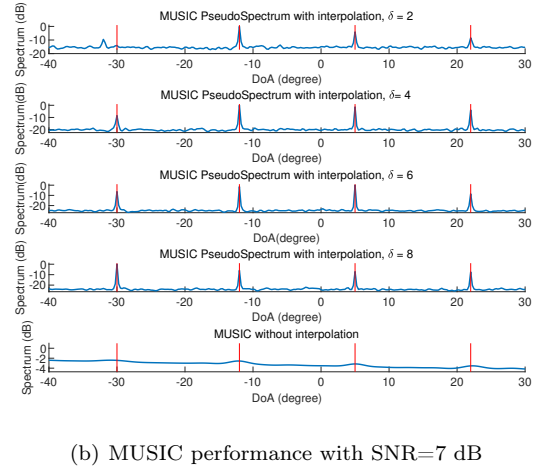 MUSIC PseudoSpectrum with interpolation, δ = 2
Spectrum (dB)
0
-10
-20
-40 -30 -20 -10 0 10 20 30
DoA (degree)
MUSIC PseudoSpectrum with interpolation, δ= 4
Spectrum(dB)
0
-10
-20
-40 -30 -20 -10 0 10 20 30
DoA (degree)
MUSIC PseudoSpectrum with interpolation, δ = 6
Spectrum(dB)
0
-10
-20
-40 -30 -20 -10 0 10 20 30
DoA(degree)
MUSIC PseudoSpectrum with interpolation, δ = 8
Spectrum (dB)
0
-10
-20
-40 -30 -20 -10 0 10 20 30
DoA (degree)
MUSIC without interpolation
Spectrum (dB)
0
-2
-4
-40 -30 -20 -10 0 10 20 30
DoA (degree)
(b) MUSIC performance with SNR=7 dB